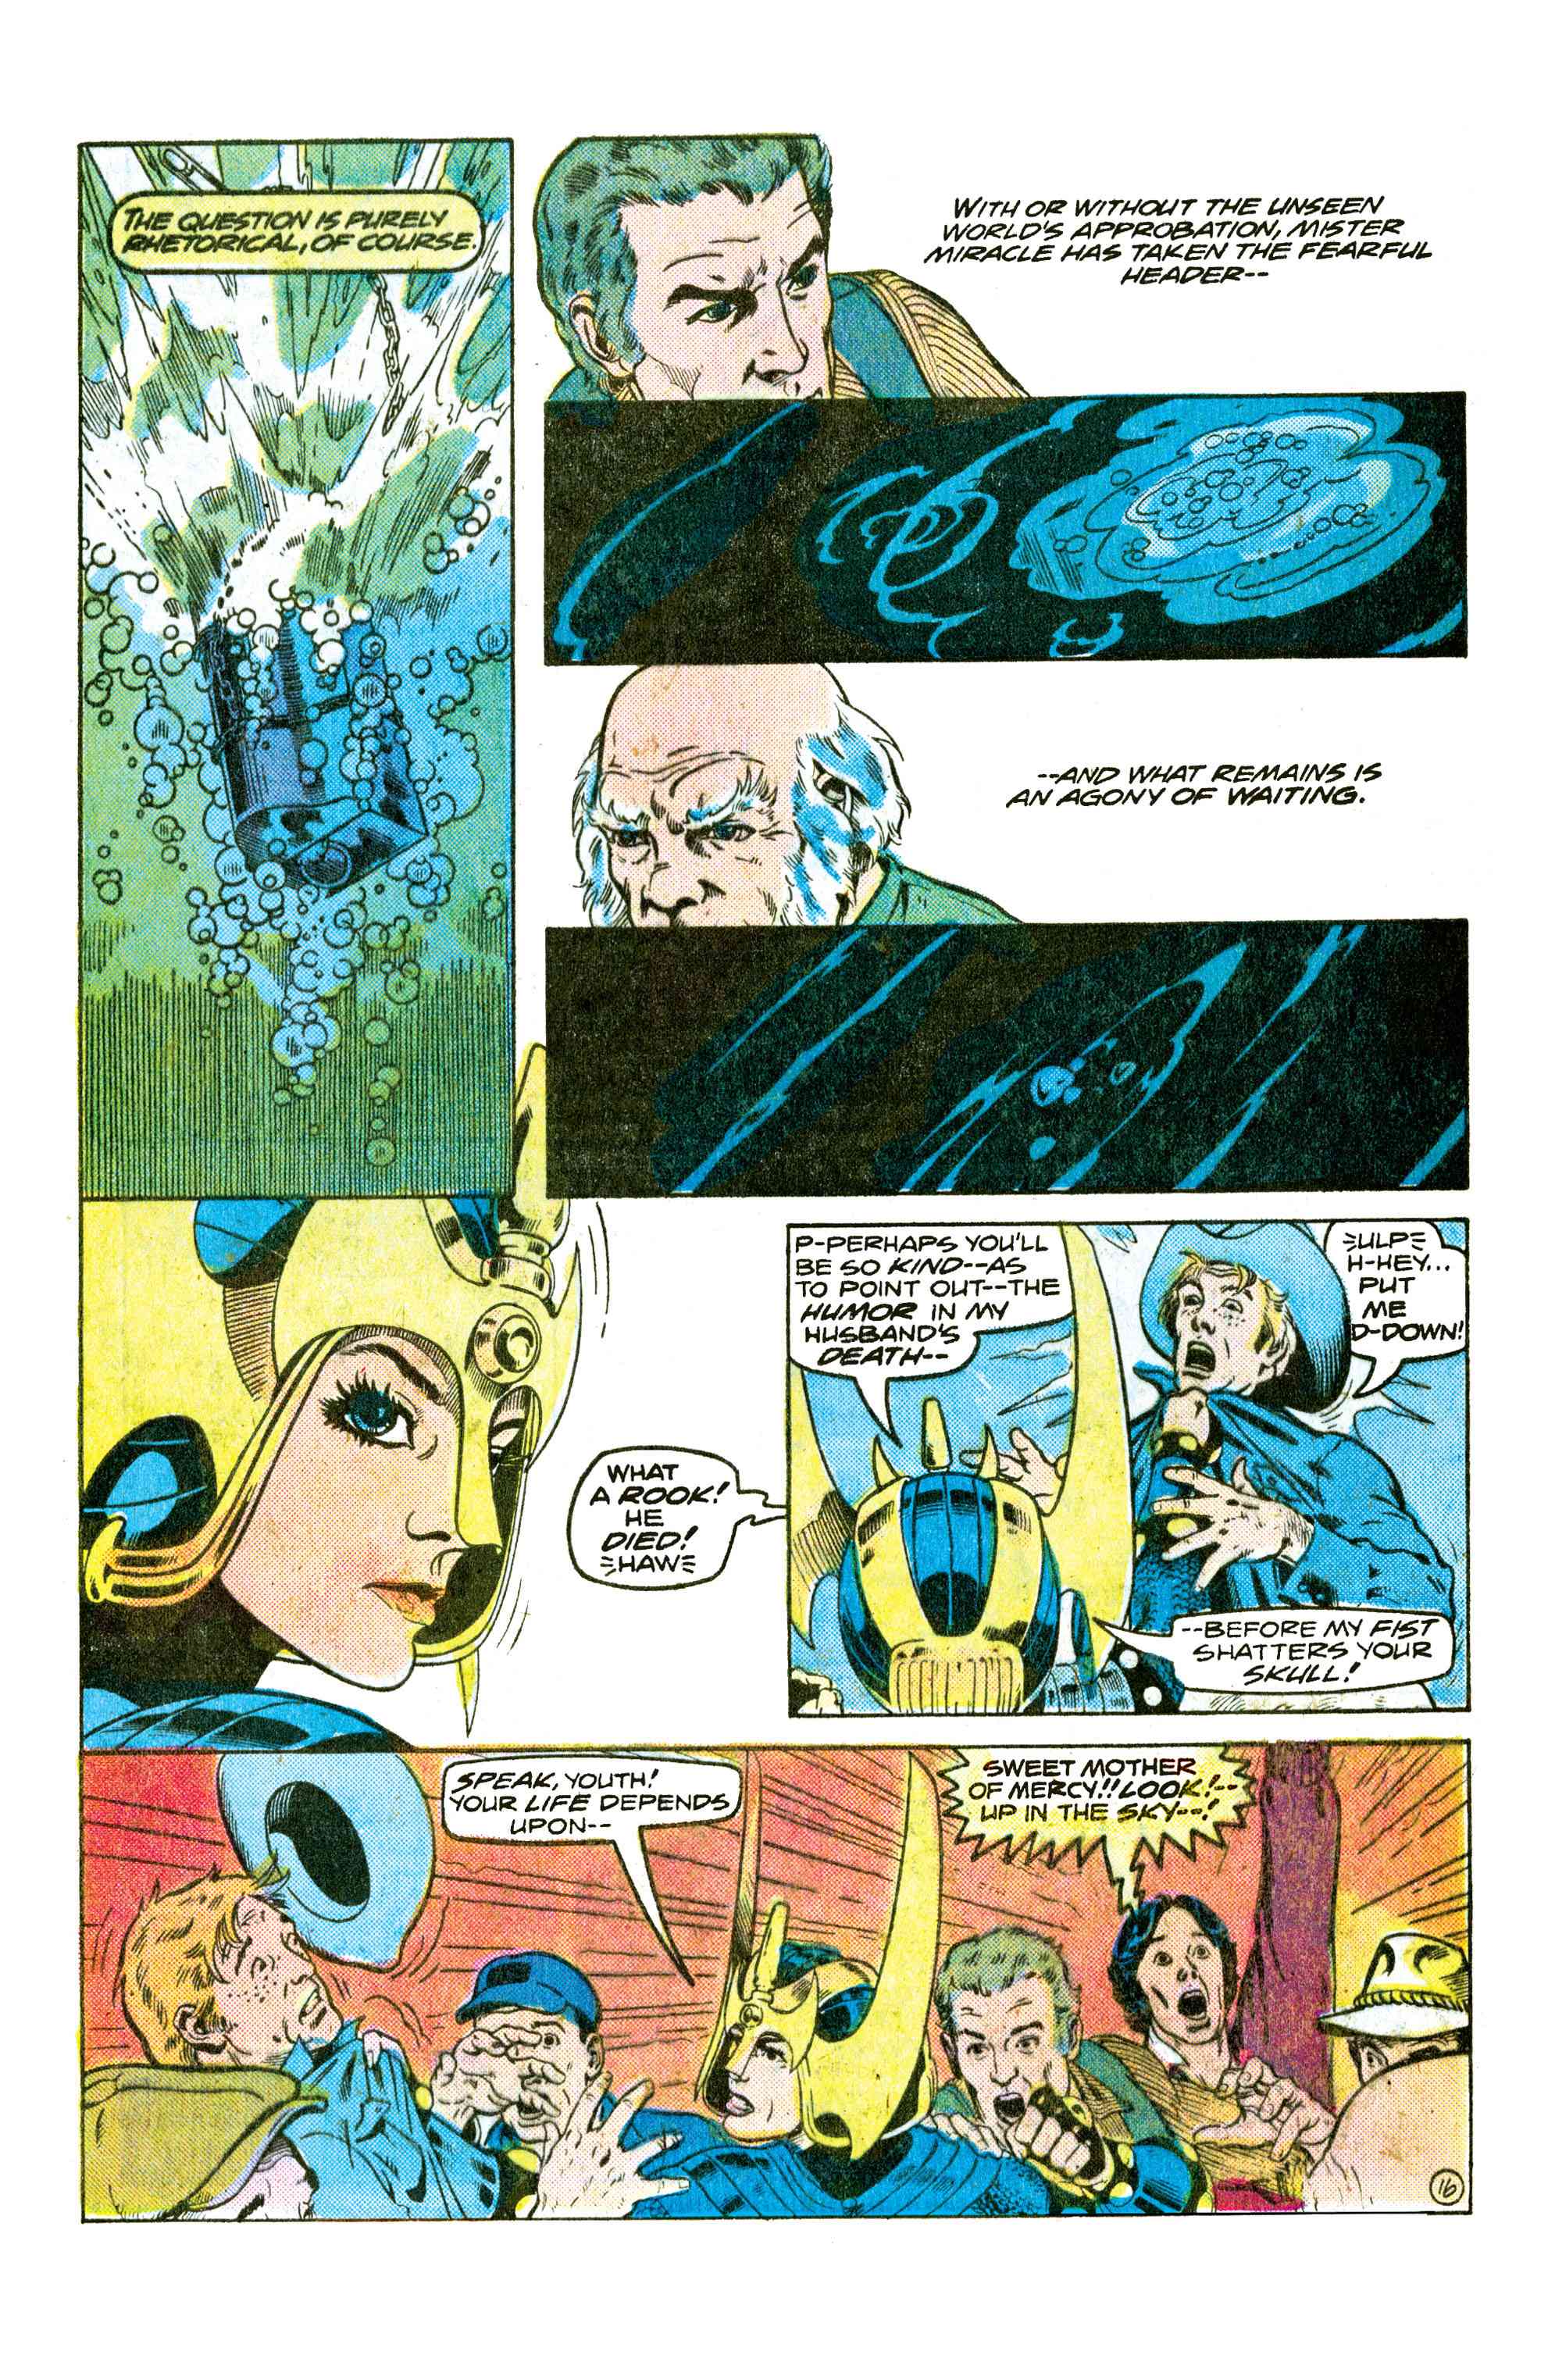 THE QUESTION IS PURELY
RHETORICAL, OF COURSE.
WITH OR WITHOUT THE UNSEEN
WORLD'S APPROBATION, MISTER
MIRACLE HAS TAKEN THE FEARFUL
HEADER--
--AND WHAT REMAINS IS
AN AGONY OF WAITING.
WHAT
A ROOK!
HE
DIED!
HAW
P-PERHAPS YOU'LL
BE SO KIND--AS
TO POINT OUT--THE
HUMOR IN MY
HUSBAND'S
DEATH--
ULP
H-HEY...
PUT
ME
D-DOWN!
--BEFORE MY FIST
SHATTERS YOUR
SKULL!
SPEAK, YOUTH!
YOUR LIFE DEPENDS
UPON--
SWEET MOTHER
OF MERCY!! LOOK!--
UP IN THE SKY--!
16